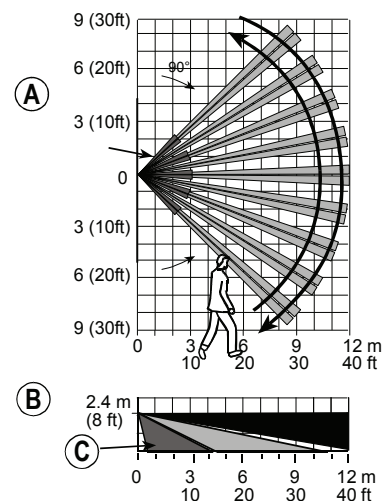 9 (30ft)
6 (20ft)
90°
A
3 (10ft)
0
3 (10ft)
6 (20ft)
9 (30ft)
0 3 6 9 12 m
10 20 30 40 ft
B
2.4 m
(8 ft)
C
0 3 6 9 12 m
10 20 30 40 ft